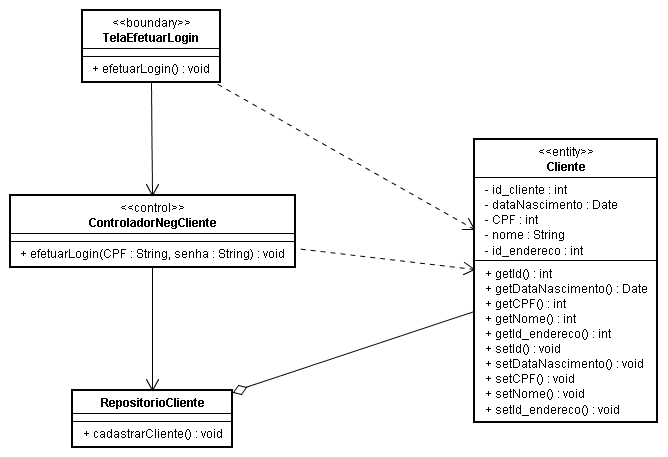 <<boundary>>
TelaEfetuarLogin
+ efetuarLogin() : void
<<control>>
ControladorNegCliente
+ efetuarLogin(CPF : String, senha : String) : void
RepositorioCliente
+ cadastrarCliente() : void
<<entity>>
Cliente
- id_cliente : int
- dataNascimento : Date
- CPF : int
- nome : String
- id_endereco : int
+ getId() : int
+ getDataNascimento() : Date
+ getCPF() : int
+ getNome() : int
+ getId_endereco() : int
+ setId() : void
+ setDataNascimento() : void
+ setCPF() : void
+ setNome() : void
+ setId_endereco() : void